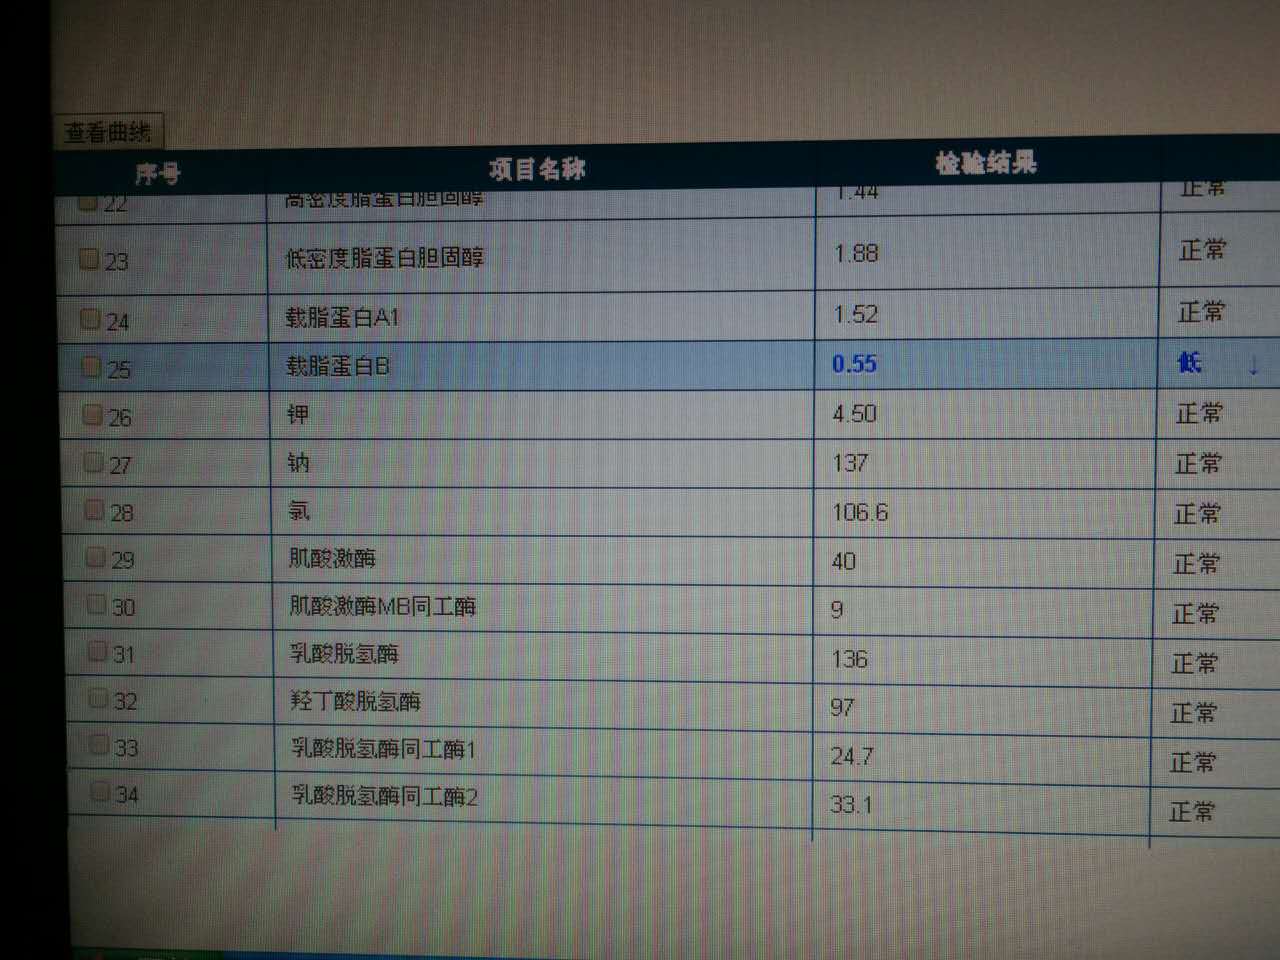 查看曲线
序号 项目名称 检验结果
22 高密度脂蛋白胆固醇 1.44 正常
23 低密度脂蛋白胆固醇 1.88 正常
24 载脂蛋白A1 1.52 正常
25 载脂蛋白B 0.55 低 ↓
26 钾 4.50 正常
27 钠 137 正常
28 氯 106.6 正常
29 肌酸激酶 40 正常
30 肌酸激酶MB同工酶 9 正常
31 乳酸脱氢酶 136 正常
32 羟丁酸脱氢酶 97 正常
33 乳酸脱氢酶同工酶1 24.7 正常
34 乳酸脱氢酶同工酶2 33.1 正常